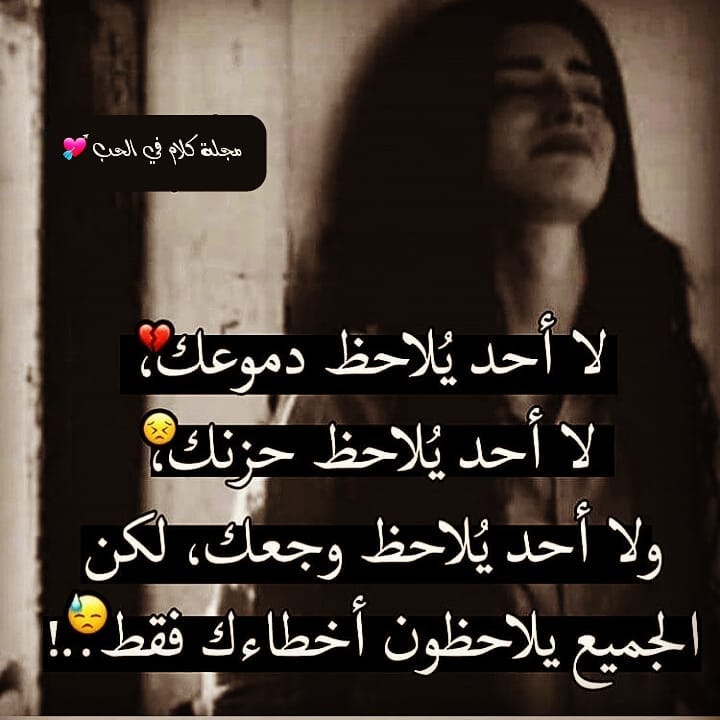 مجلة كلام في الحب 💘
لا أحد يُلاحظ دموعك،💔
لا أحد يُلاحظ حزنك،😣
ولا أحد يُلاحظ وجعك، لكن
الجميع يلاحظون أخطاءك فقط😓..!